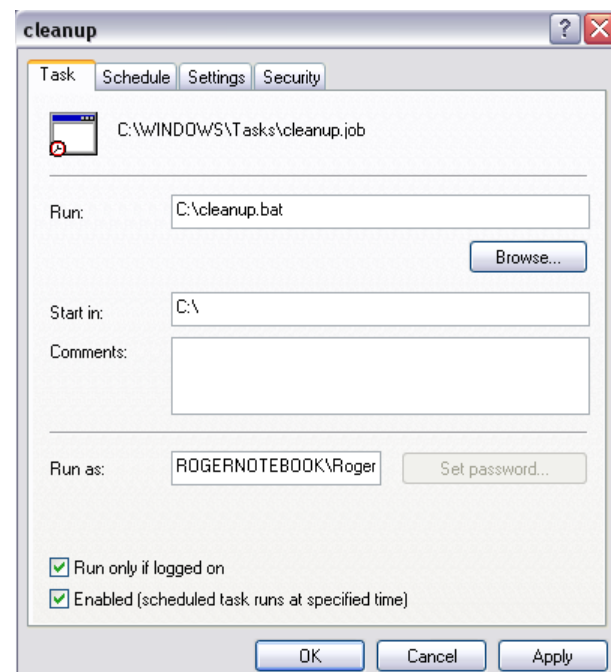 cleanup
Task Schedule Settings Security
C:\WINDOWS\Tasks\cleanup.job
Run: C:\cleanup.bat
Browse...
Start in: C:\
Comments:
Run as: ROGERNOTEBOOK\Roger Set password...
Run only if logged on
Enabled (scheduled task runs at specified time)
OK Cancel Apply